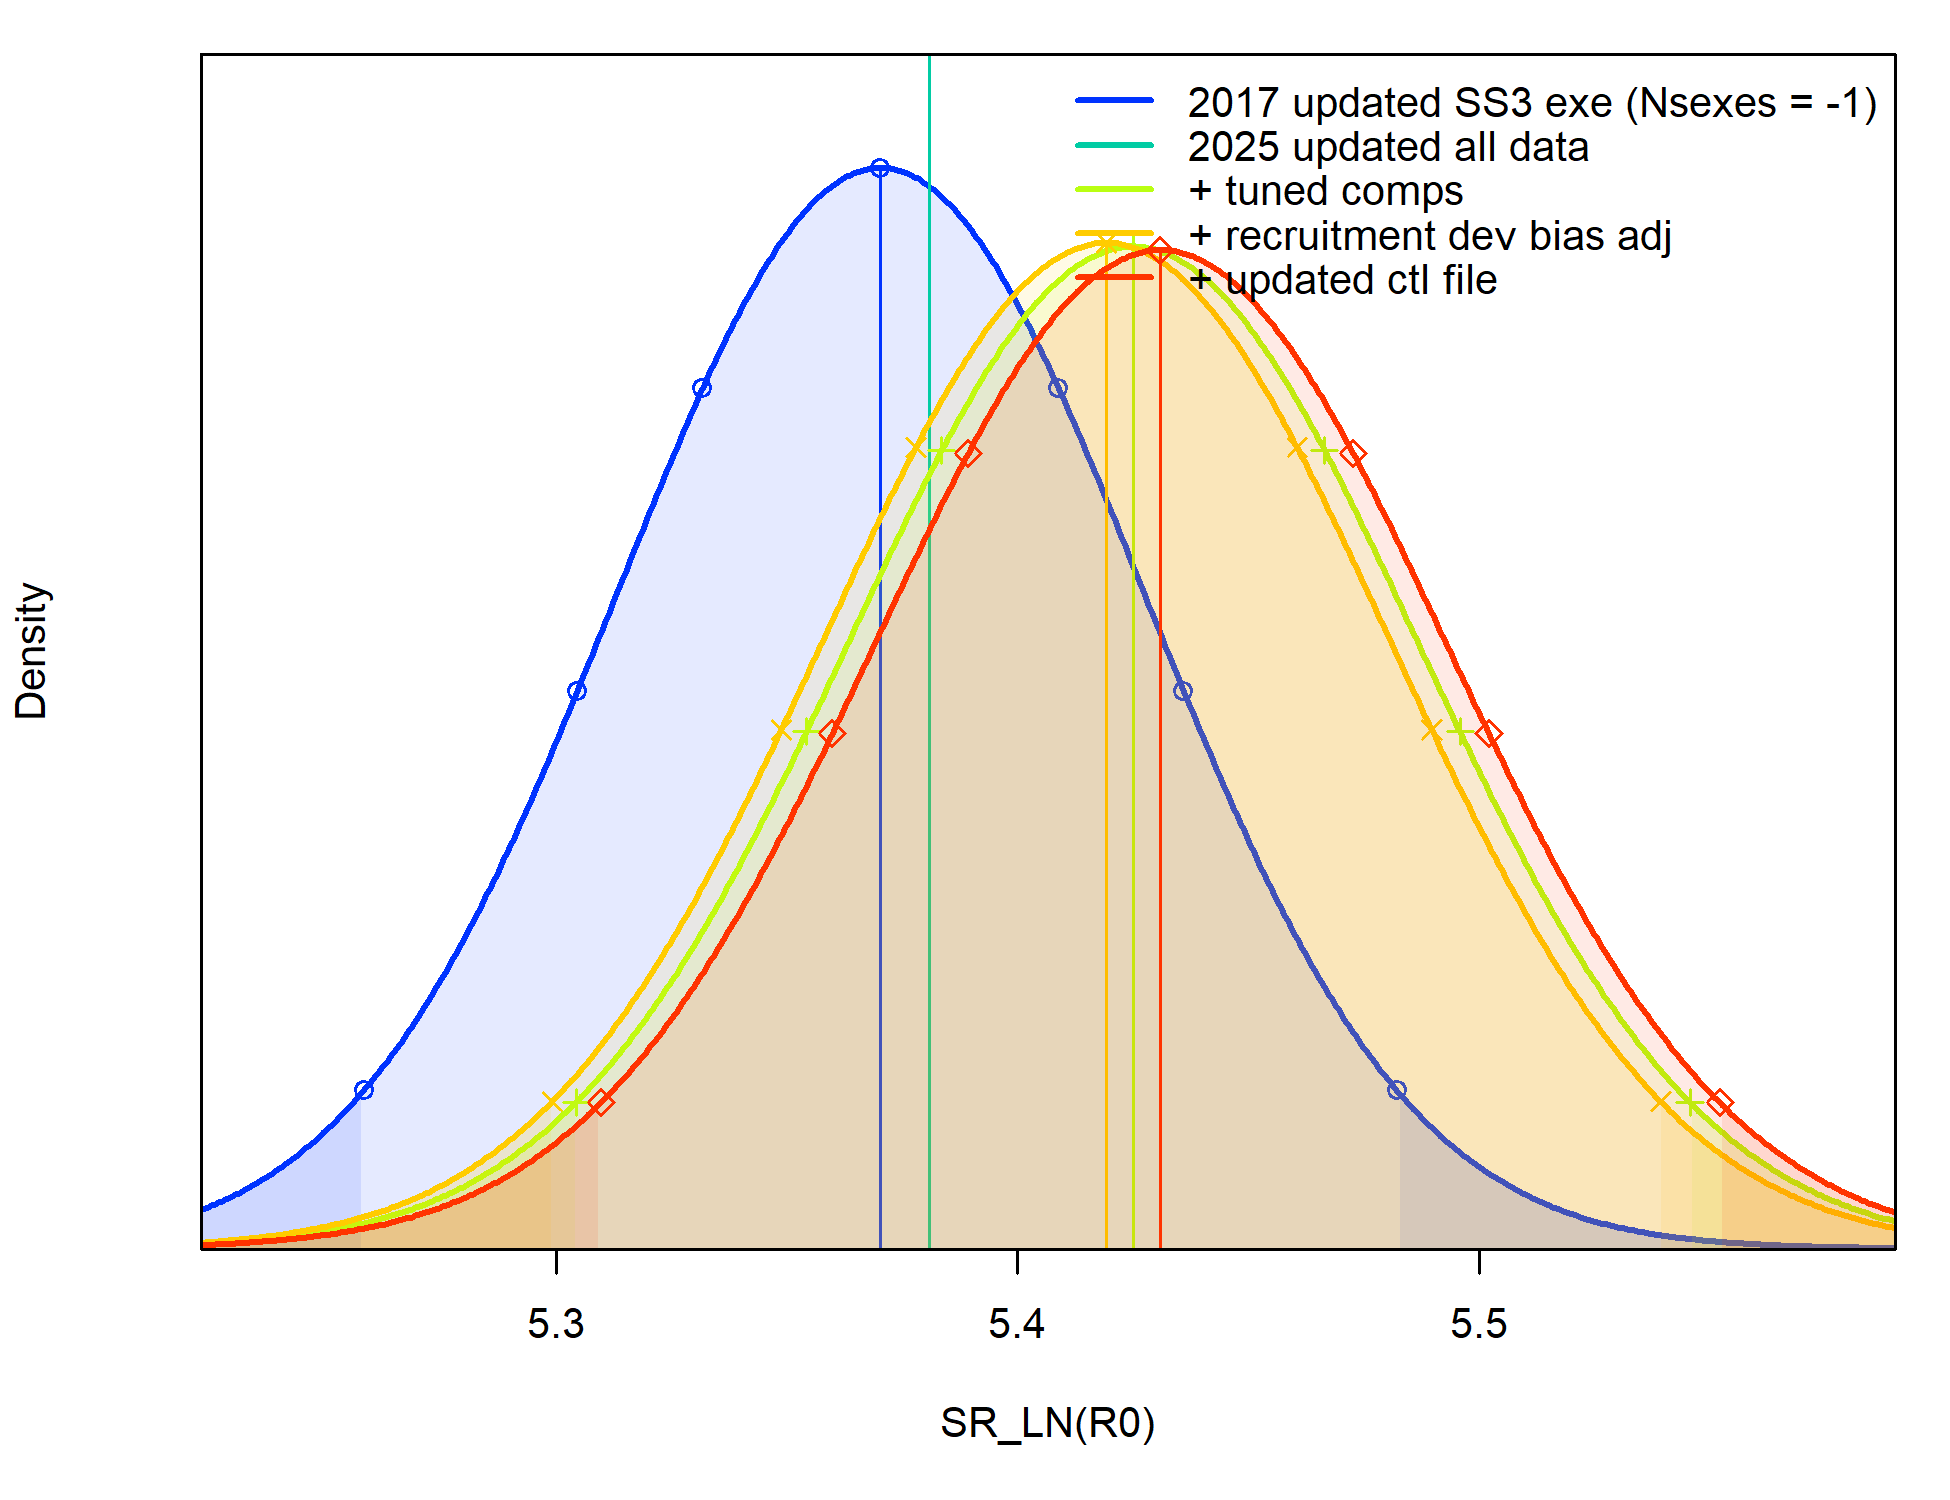 2017 updated SS3 exe (Nsexes = -1)
2025 updated all data
+ tuned comps
+ recruitment dev bias adj
+ updated ctl file
Density
5.3
5.4
5.5
SR_LN(R0)